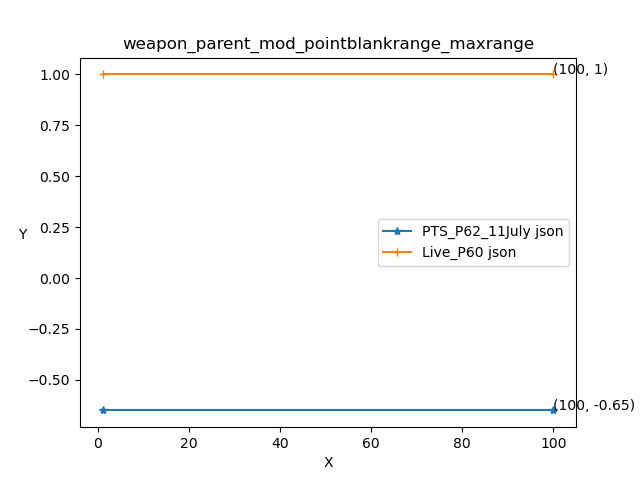 weapon_parent_mod_pointblankrange_maxrange
1.00
(100, 1)
0.75
0.50
0.25
Y
PTS_P62_11July json
Live_P60 json
0.00
−0.25
−0.50
(100, -0.65)
0 20 40 60 80 100
X